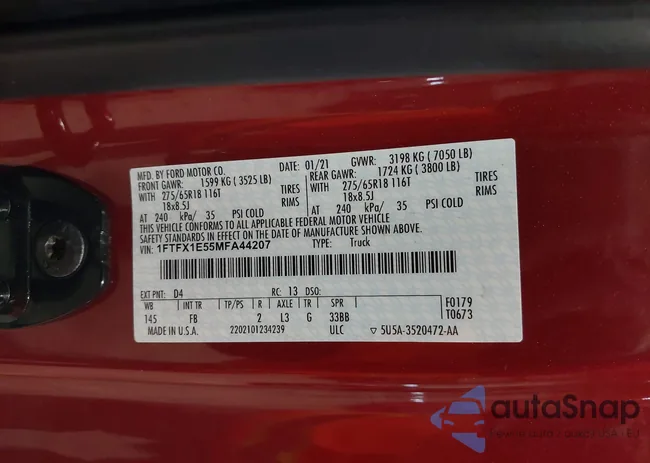 MFD. BY FORD MOTOR CO.
DATE: 01/21 GVWR: 3198 KG ( 7050 LB)
FRONT GAWR: 1599 KG ( 3525 LB) REAR GAWR: 1724 KG ( 3800 LB)
WITH 275/65R18 116T TIRES WITH 275/65R18 116T TIRES
18x8.5J RIMS 18x8.5J RIMS
AT 240 kPa/ 35 PSI COLD AT 240 kPa/ 35 PSI COLD
THIS VEHICLE CONFORMS TO ALL APPLICABLE FEDERAL MOTOR VEHICLE
SAFETY STANDARDS IN EFFECT ON THE DATE OF MANUFACTURE SHOWN ABOVE.
VIN: 1FTFX1E55MFA44207 TYPE: Truck
EXT PNT: D4 RC: 13 DSO: F0179
WB INT TR TP/PS R AXLE TR SPR T0673
145 FB 2 L3 G 33BB
MADE IN U.S.A. 2202101234239 ULC ▽ 5U5A-3520472-AA
autoSnap